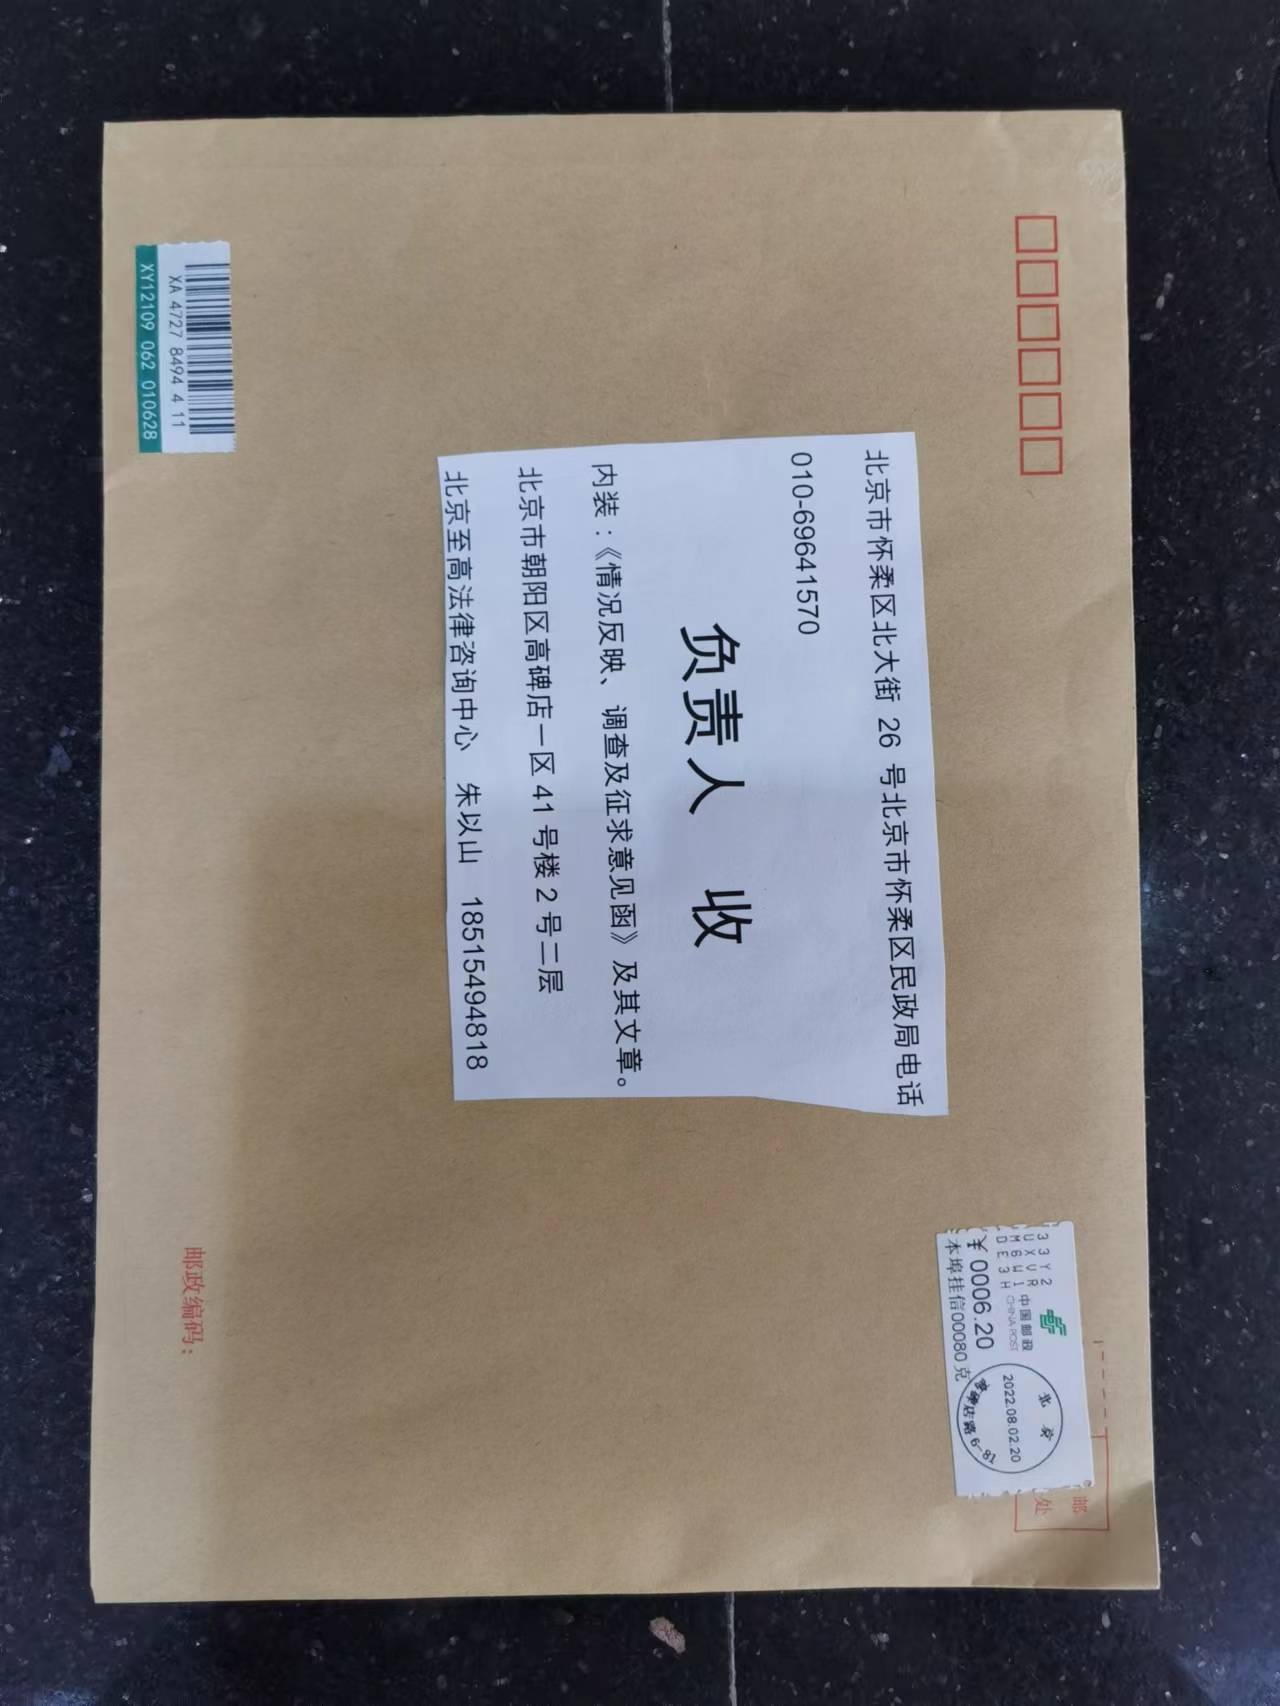 北京市怀柔区北大街 26 号北京市怀柔区民政局电话
010-69641570
负责人 收
内装：《情况反映、调查及征求意见函》及其文章。
北京市朝阳区高碑店一区 41 号楼 2 号二层
北京至高法律咨询中心 朱以山 18515494818
XA 4727 8494 4 11
XY12109 062 010628
33Y2
UXVR
M6W1
DE3H
中国邮政
CHINA POST
￥0006.20
本埠挂信00080 克
北京
2022.08.02.20
邮
处
邮政编码：